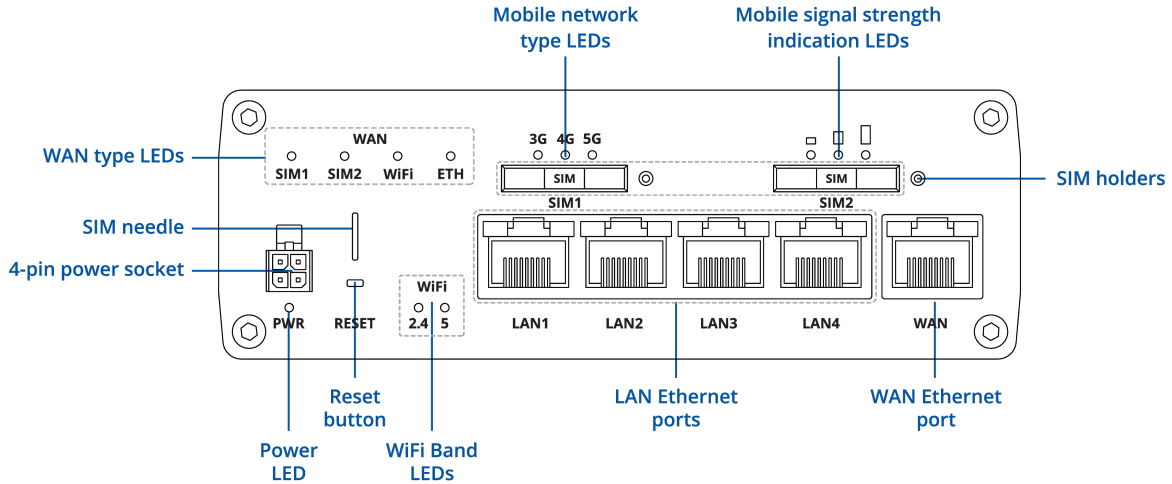 Mobile network
type LEDs
Mobile signal strength
indication LEDs
WAN
3G 4G 5G
WAN type LEDs
SIM1 SIM2 WiFi ETH
SIM
SIM
SIM holders
SIM1
SIM2
SIM needle
4-pin power socket
WiFi
PWR
RESET
2.4 5
LAN1
LAN2
LAN3
LAN4
WAN
Reset
button
LAN Ethernet
ports
WAN Ethernet
port
Power
LED
WiFi Band
LEDs